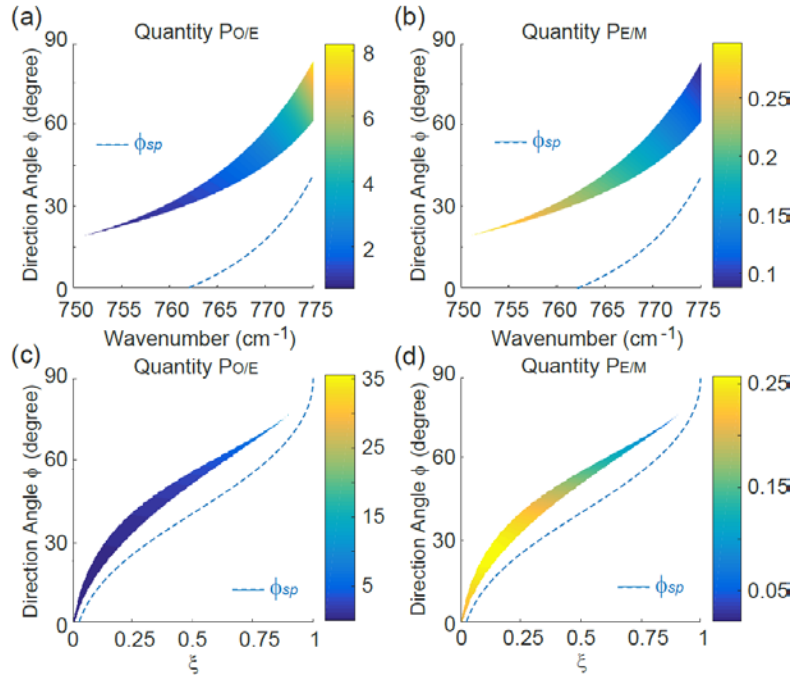 (a)
Quantity PO/E
Direction Angle ϕ (degree)
90
60
30
0
ϕsp
750 755 760 765 770 775
Wavenumber (cm⁻¹)
8
6
4
2
(b)
Quantity PE/M
Direction Angle ϕ (degree)
90
60
30
0
ϕsp
750 755 760 765 770 775
Wavenumber (cm⁻¹)
0.25
0.2
0.15
0.1
(c)
Quantity PO/E
Direction Angle ϕ (degree)
90
60
30
0
ϕsp
0 0.25 0.5 0.75 1
ξ
35
30
25
20
15
10
5
(d)
Quantity PE/M
Direction Angle ϕ (degree)
90
60
30
0
ϕsp
0 0.25 0.5 0.75 1
ξ
0.25
0.15
0.05